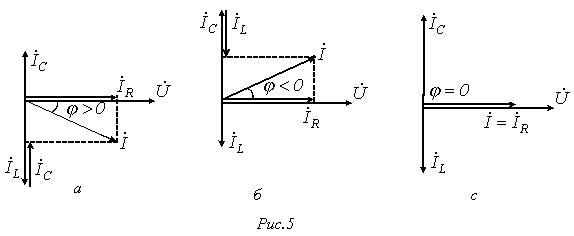 İ_C
İ_R
U̇
φ > 0
İ
İ_L
İ_C
а
İ_C
İ_L
İ
φ < 0
U̇
İ_R
İ_L
б
İ_C
φ = 0
U̇
İ = İ_R
İ_L
с
Рис.5